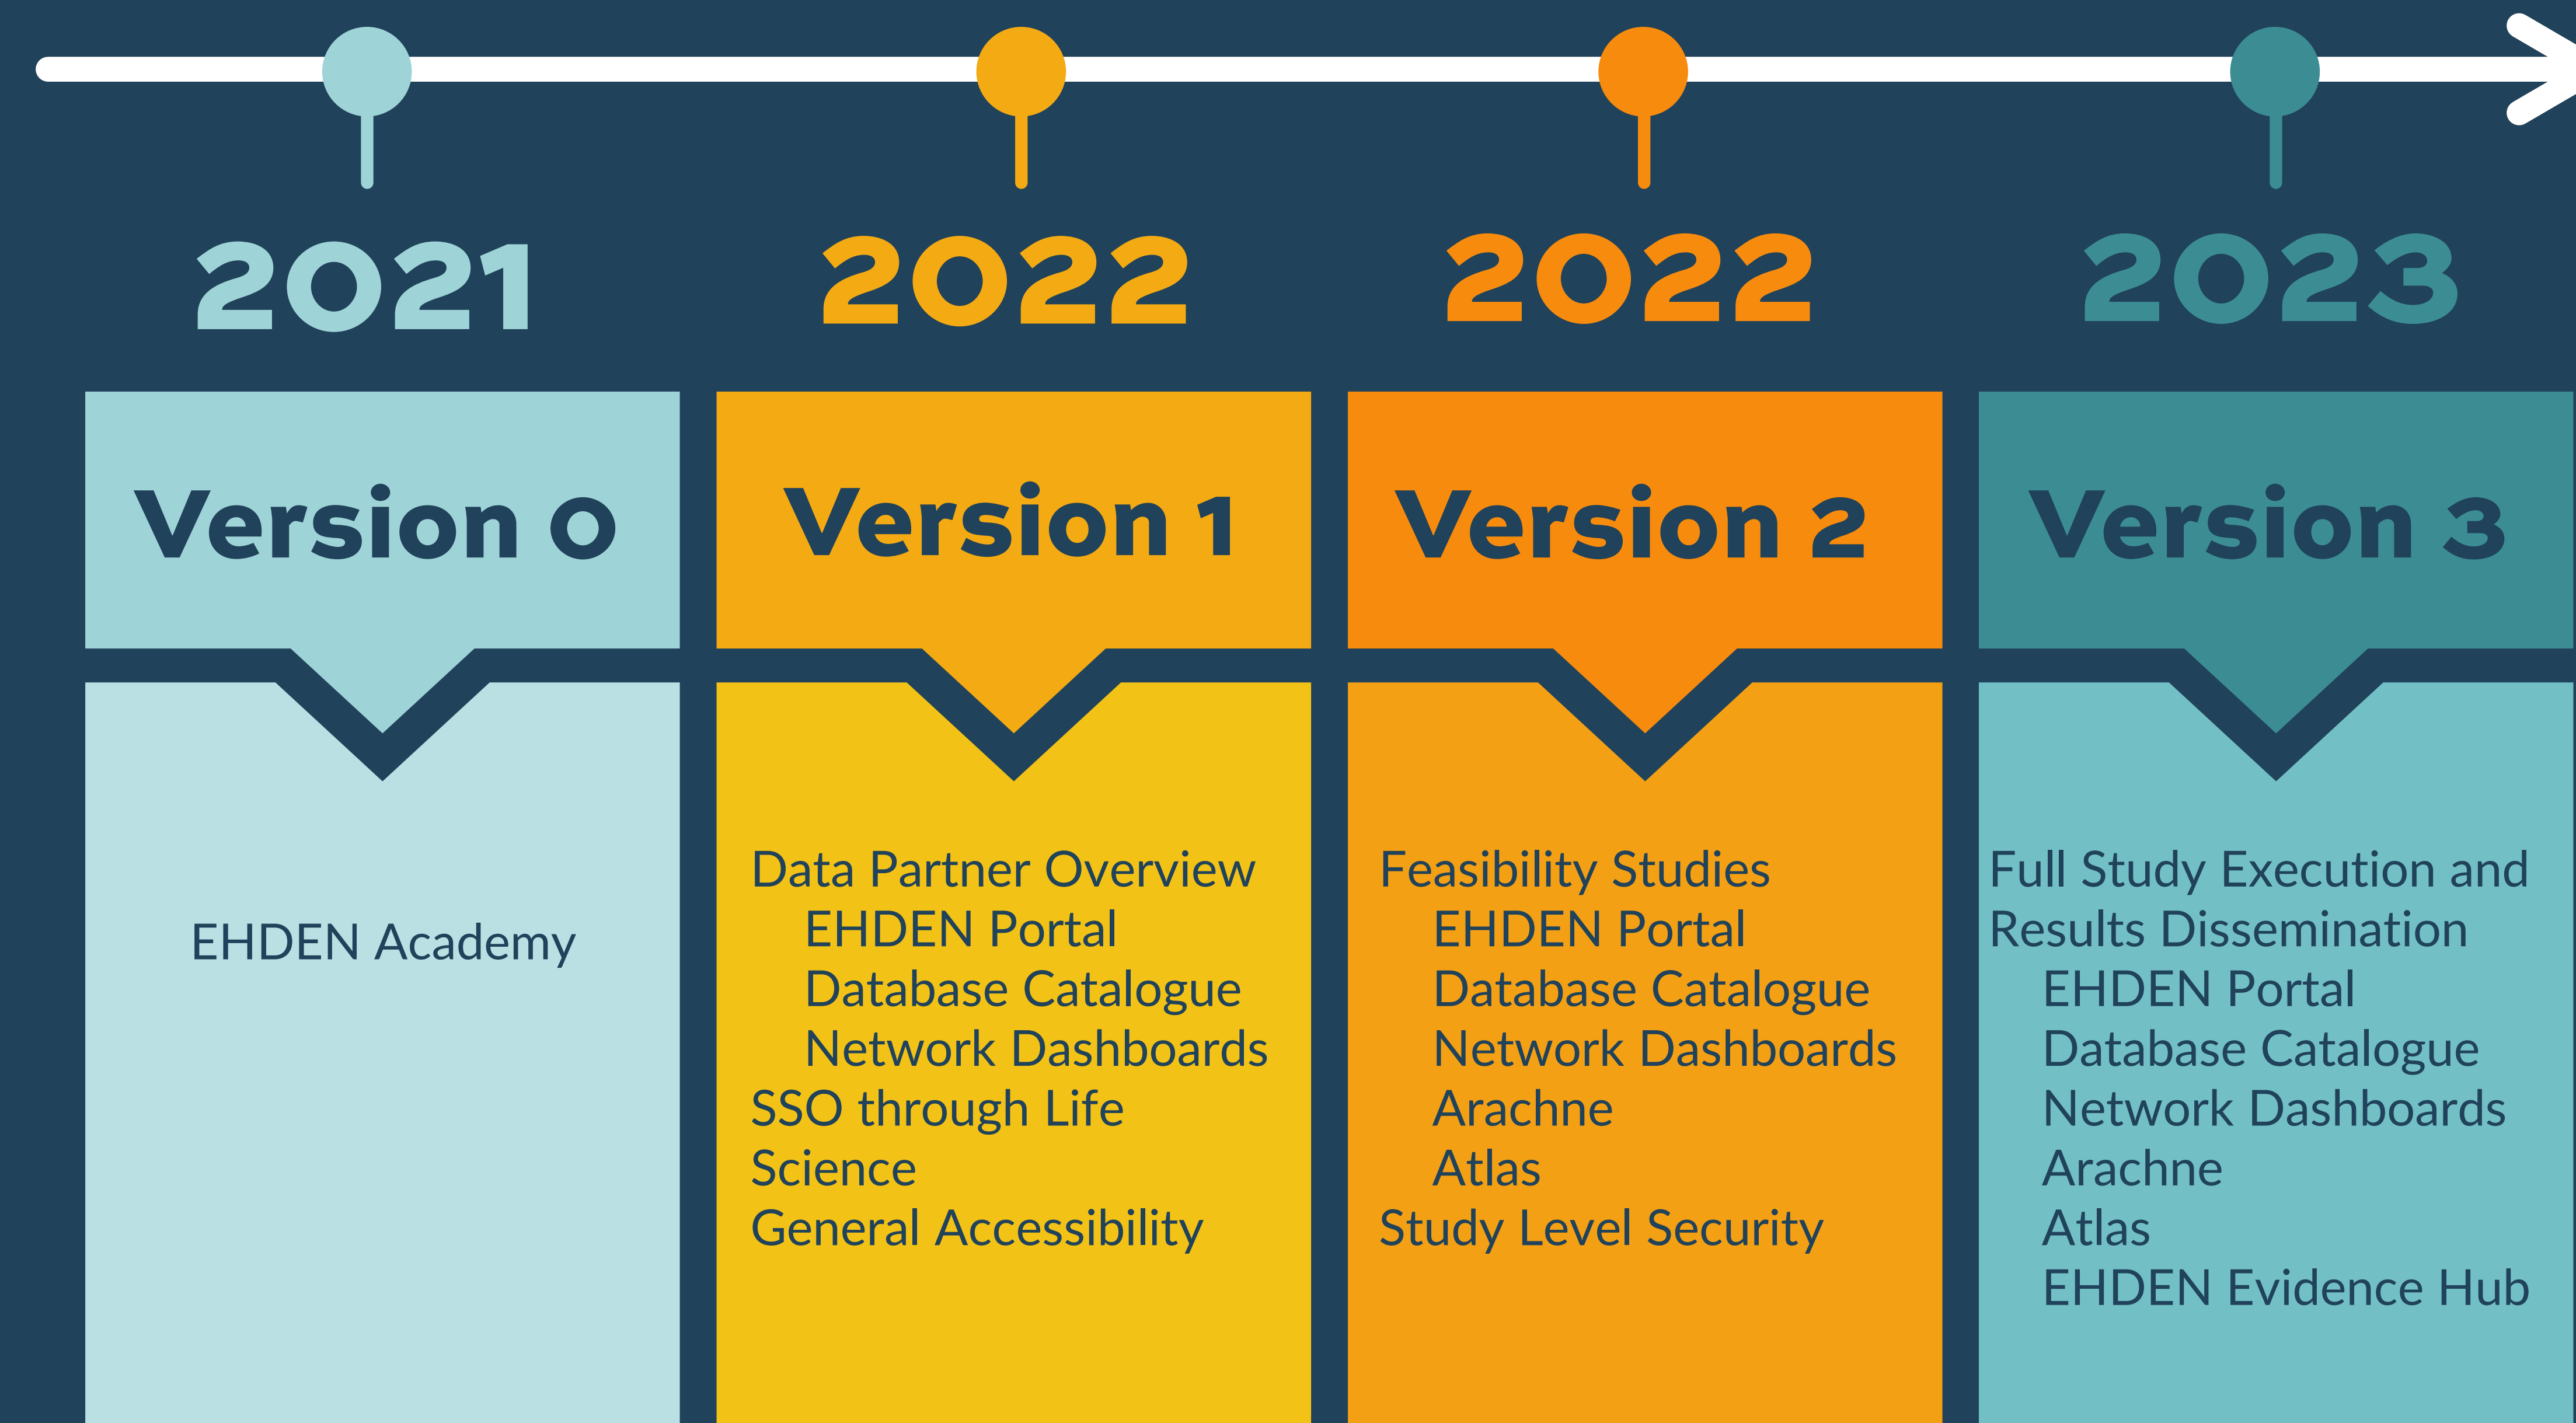 2021
2022
2022
2023
Version 0
Version 1
Version 2
Version 3
EHDEN Academy
Data Partner Overview
EHDEN Portal
Database Catalogue
Network Dashboards
SSO through Life
Science
General Accessibility
Feasibility Studies
EHDEN Portal
Database Catalogue
Network Dashboards
Arachne
Atlas
Study Level Security
Full Study Execution and
Results Dissemination
EHDEN Portal
Database Catalogue
Network Dashboards
Arachne
Atlas
EHDEN Evidence Hub